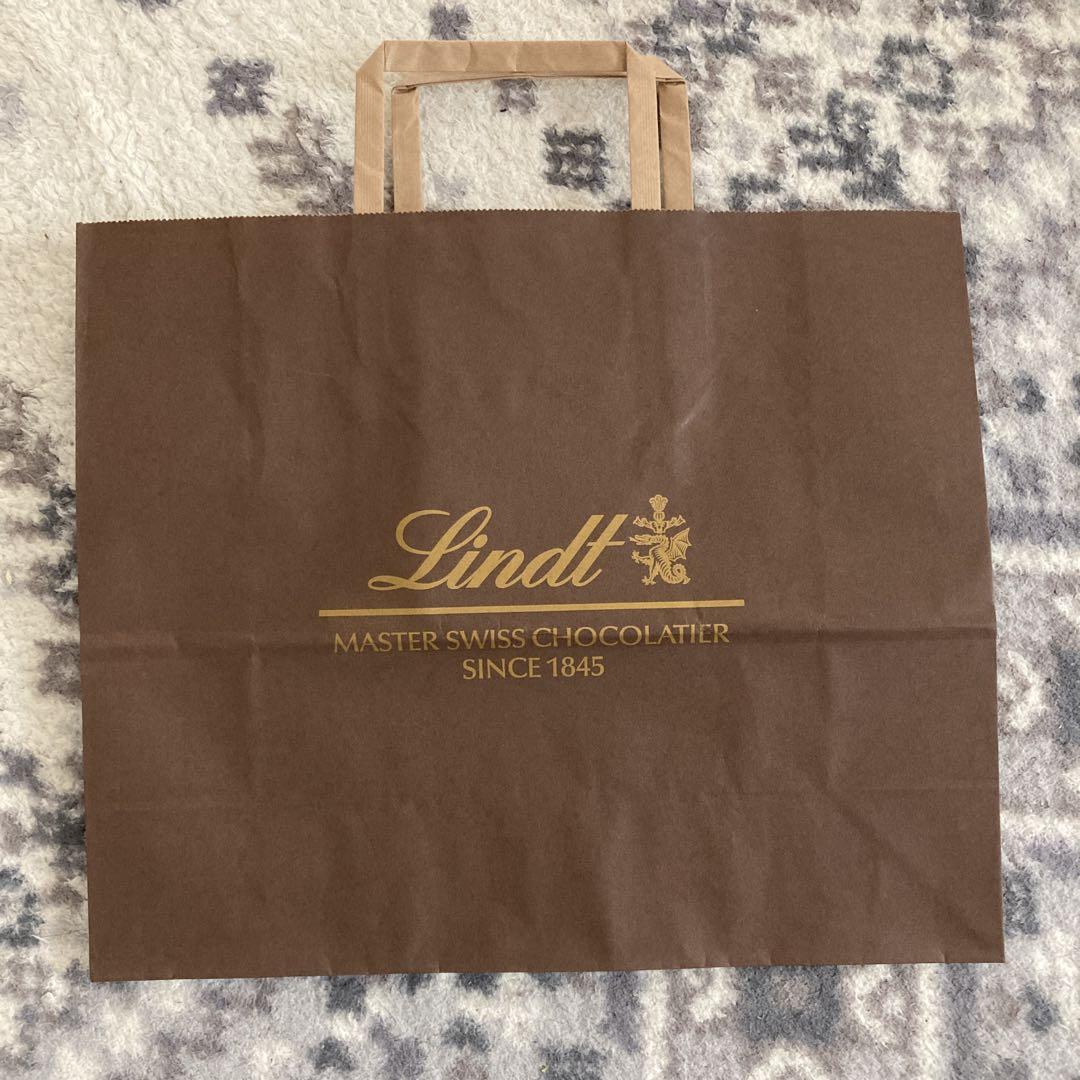 Lindt
MASTER SWISS CHOCOLATIER
SINCE 1845